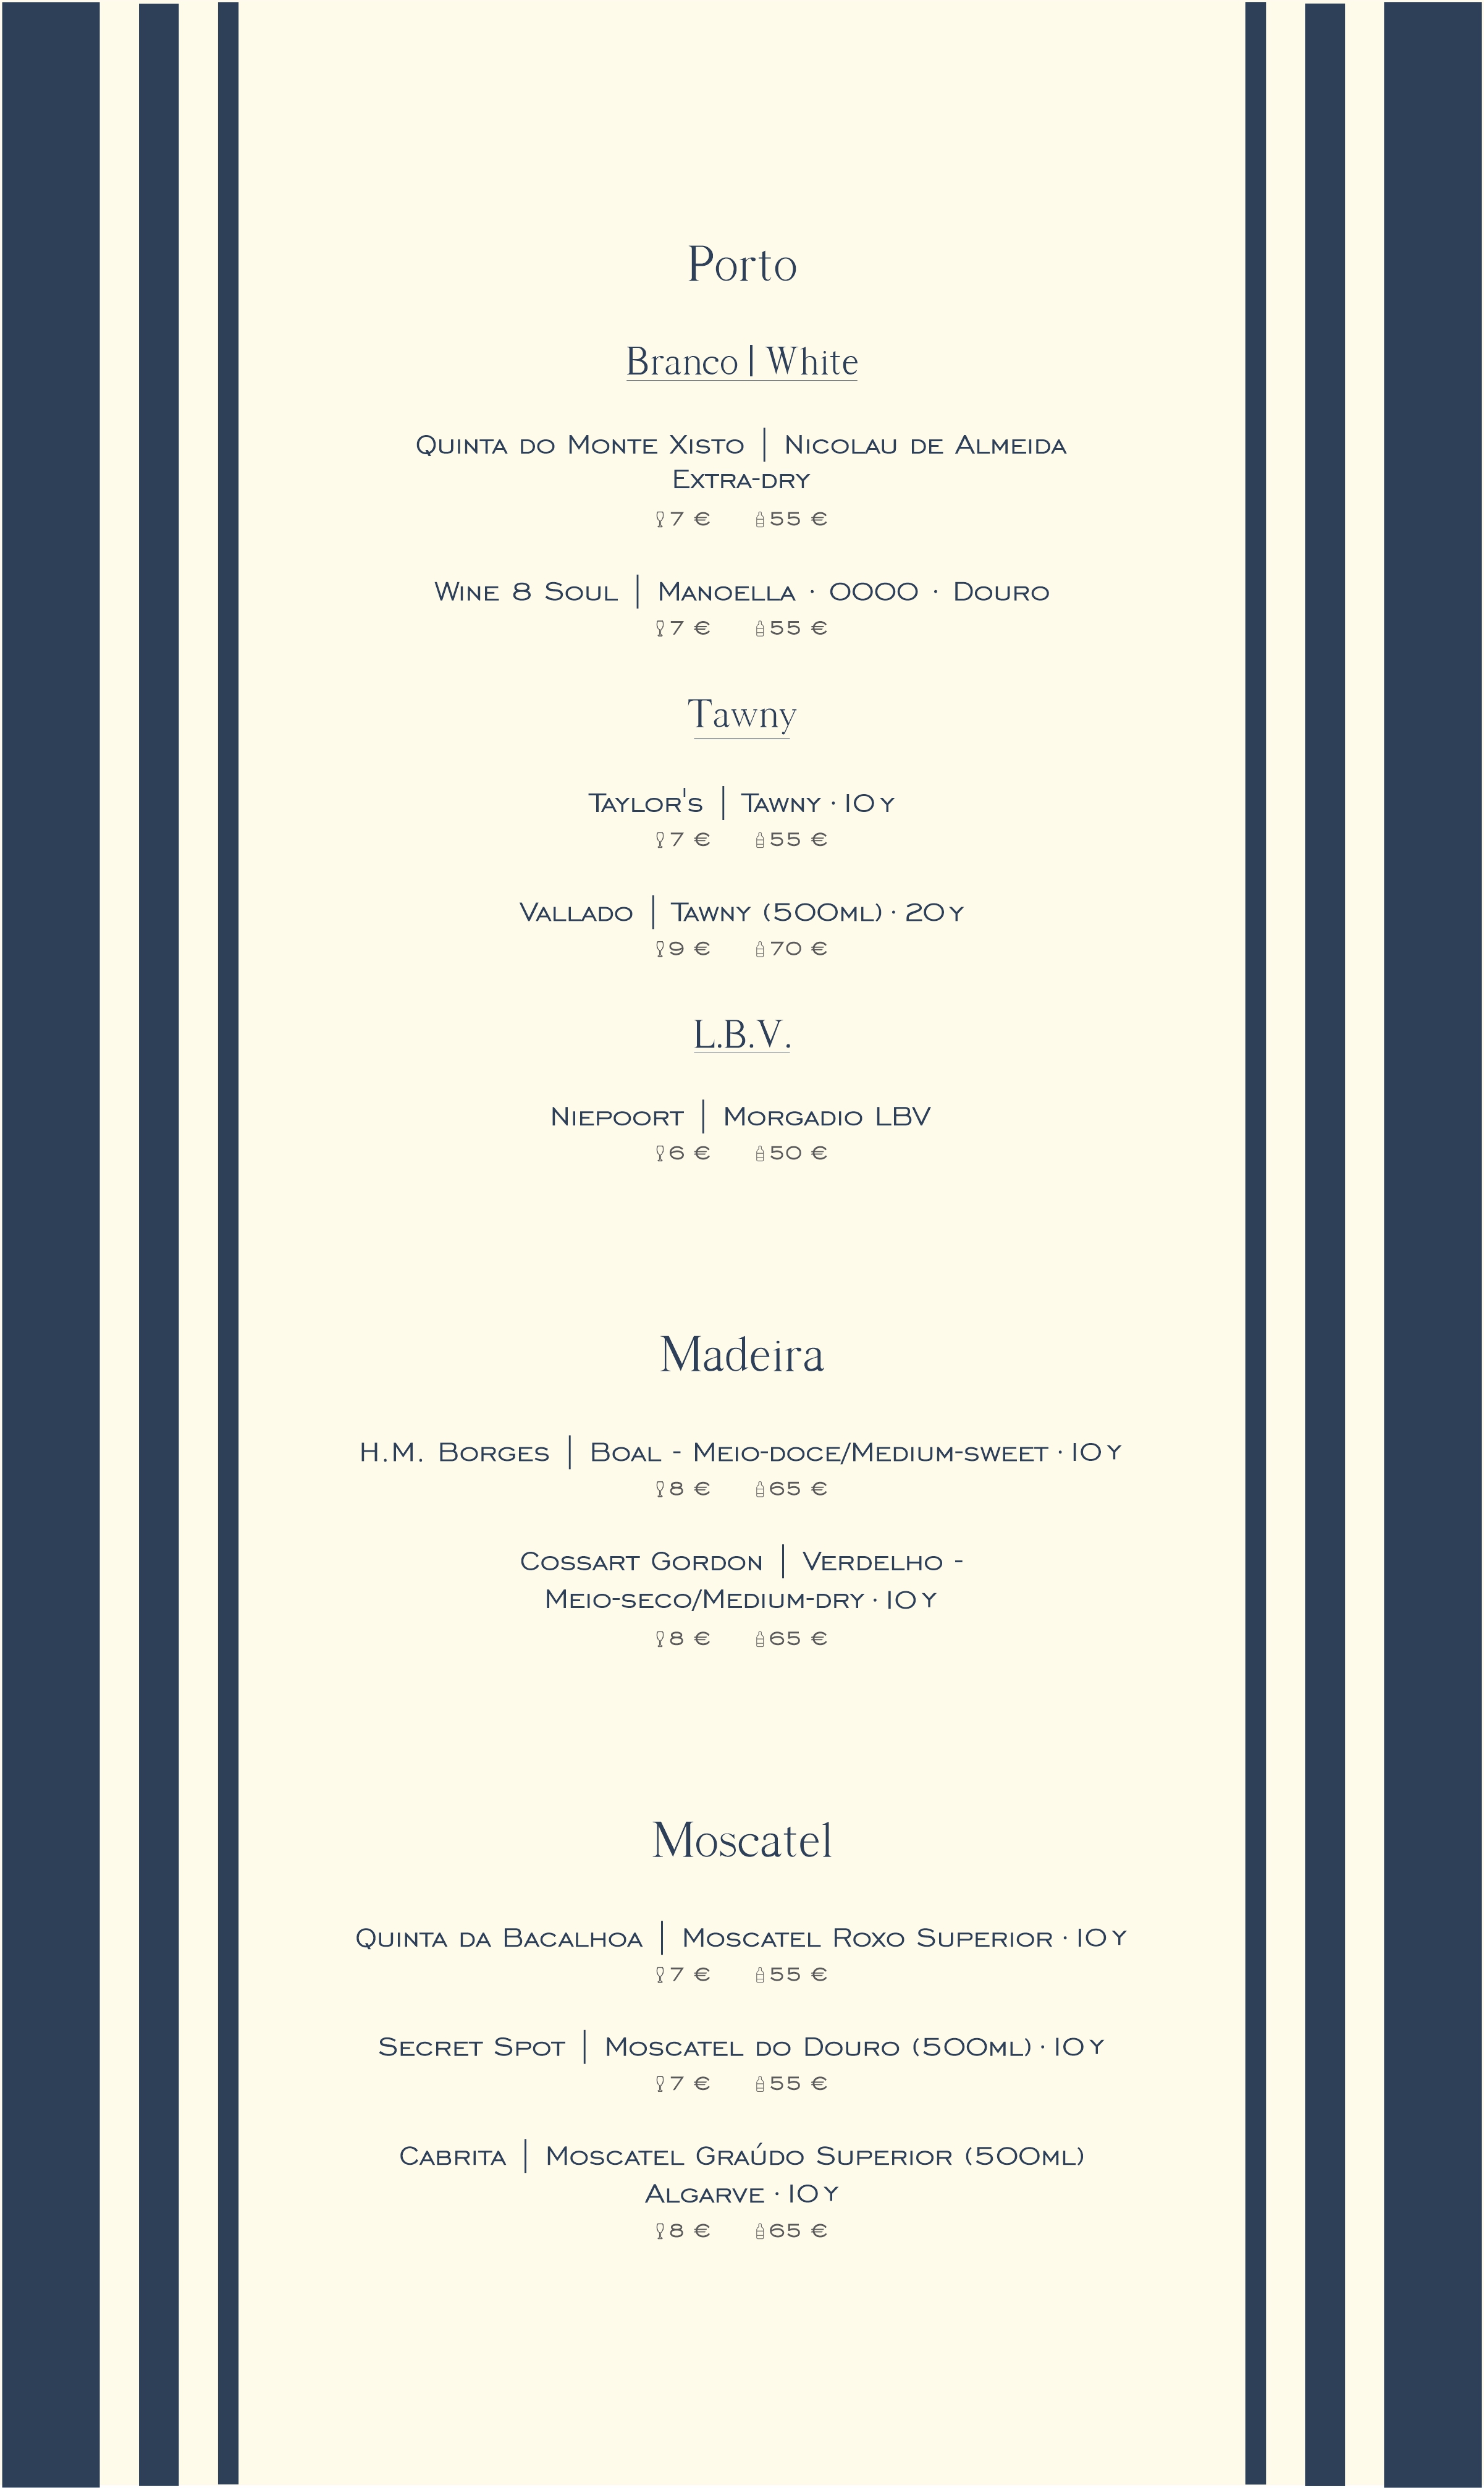 Porto
Branco | White
Quinta do Monte Xisto | Nicolau de Almeida
Extra-dry
7 € 55 €
Wine 8 Soul | Manoella · 0000 · Douro
7 € 55 €
Tawny
Taylor's | Tawny · 10 Y
7 € 55 €
Vallado | Tawny (500ml) · 20 Y
9 € 70 €
L.B.V.
Niepoort | Morgadio LBV
6 € 50 €
Madeira
H.M. Borges | Boal - Meio-doce/Medium-sweet · 10 Y
8 € 65 €
Cossart Gordon | Verdelho -
Meio-seco/Medium-dry · 10 Y
8 € 65 €
Moscatel
Quinta da Bacalhoa | Moscatel Roxo Superior · 10 Y
7 € 55 €
Secret Spot | Moscatel do Douro (500ml) · 10 Y
7 € 55 €
Cabrita | Moscatel Graúdo Superior (500ml)
Algarve · 10 Y
8 € 65 €